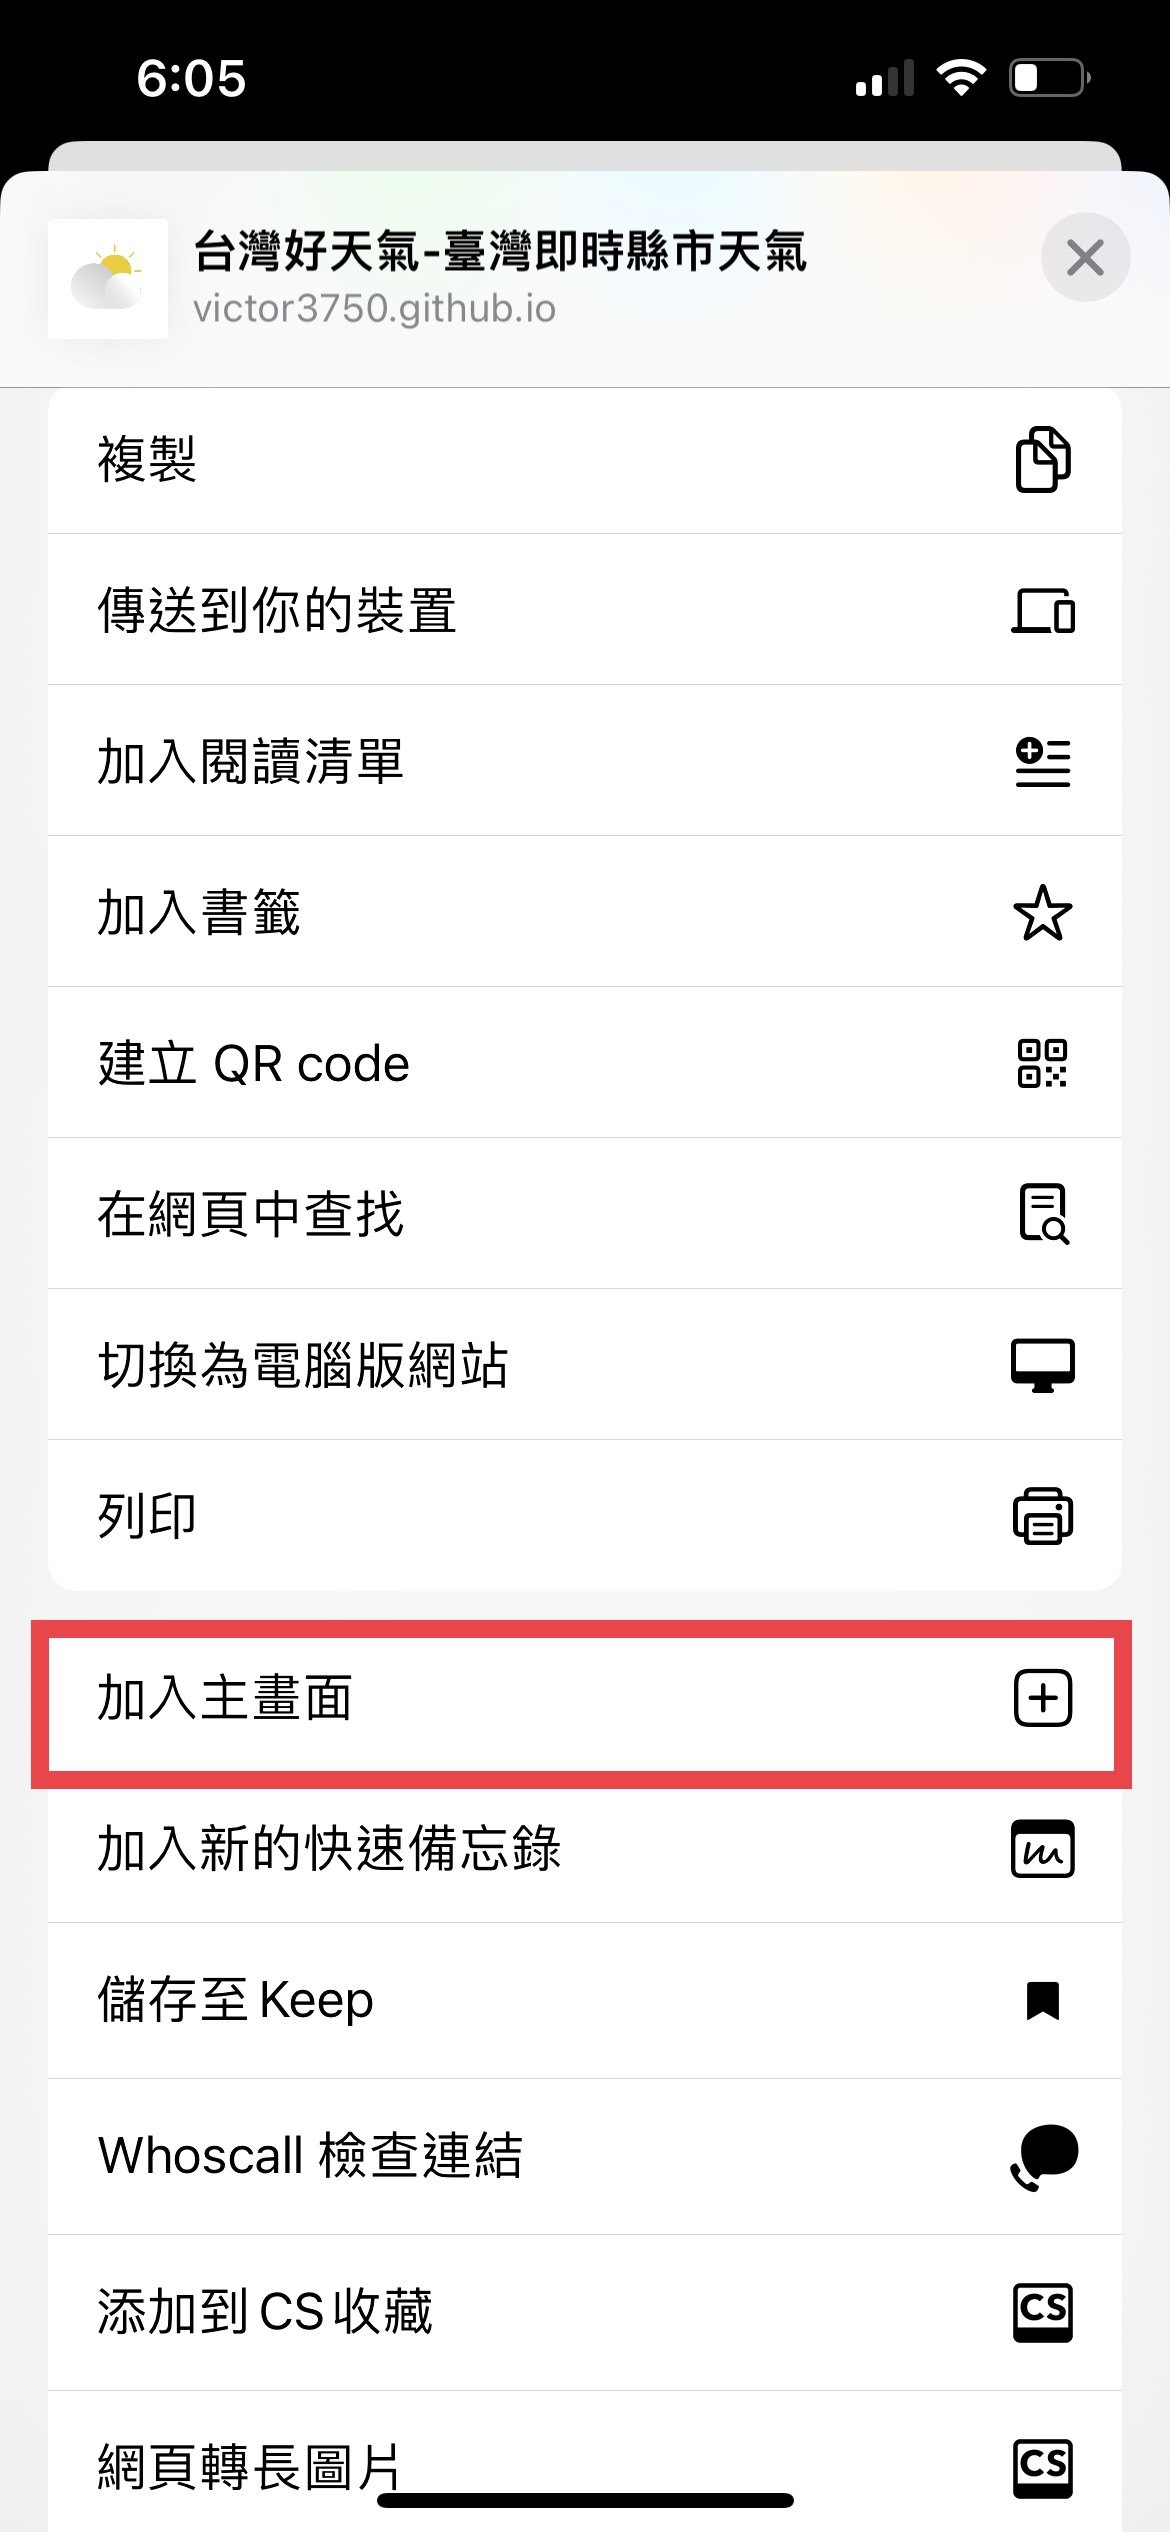 6:05
台灣好天氣-臺灣即時縣市天氣
victor3750.github.io
複製
傳送到你的裝置
加入閱讀清單
加入書籤
建立 QR code
在網頁中查找
切換為電腦版網站
列印
加入主畫面
加入新的快速備忘錄
儲存至 Keep
Whoscall 檢查連結
添加到 CS 收藏
CS
網頁轉長圖片
CS